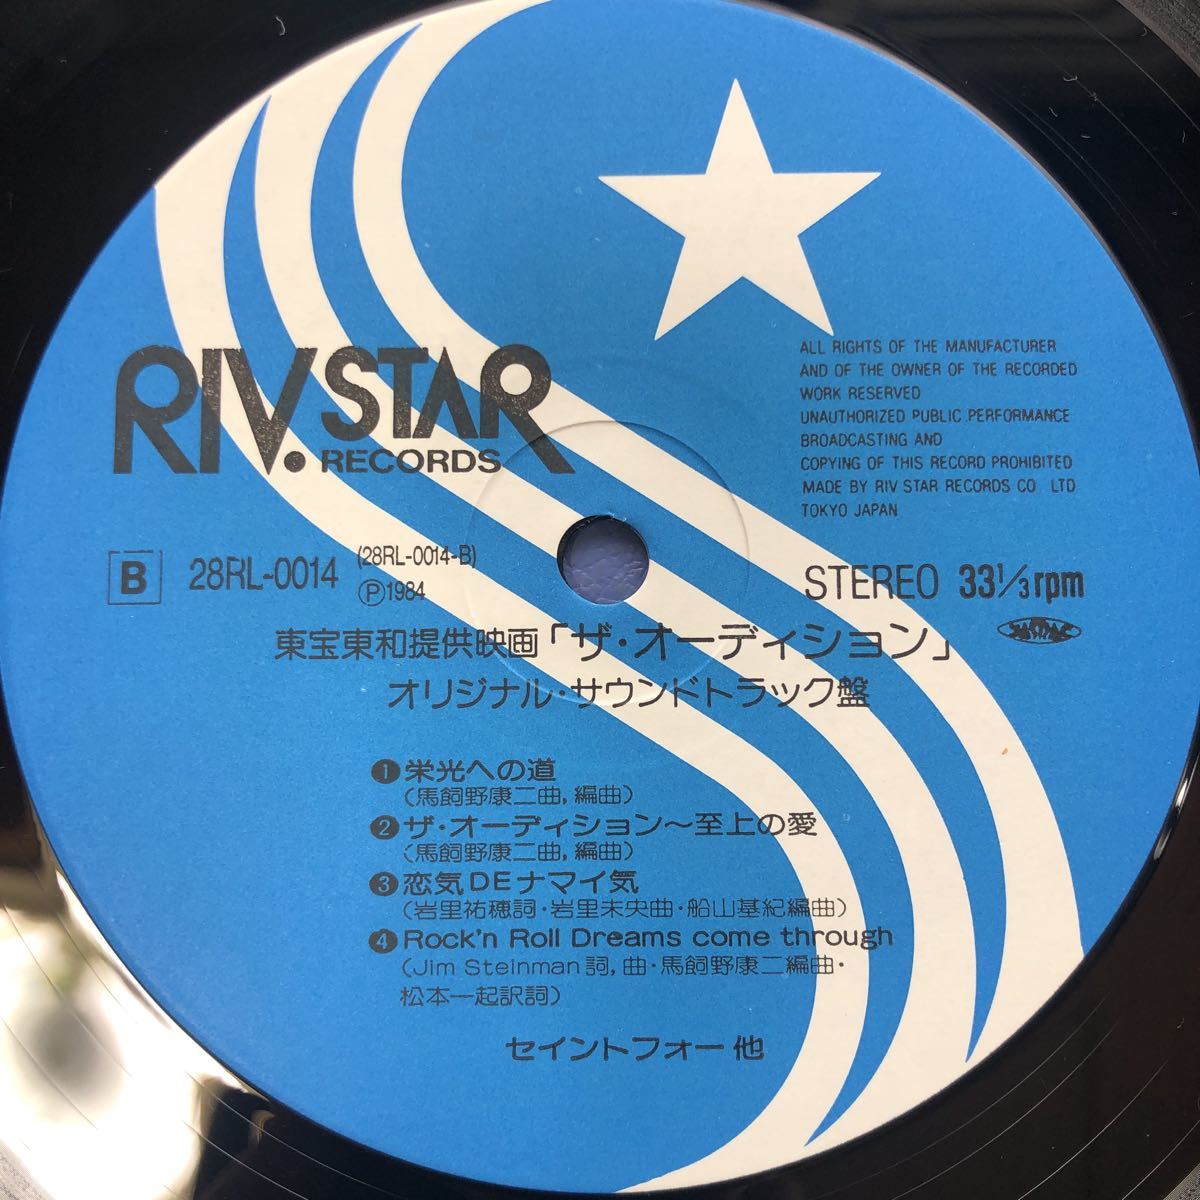 RIV. STAR
RECORDS
ALL RIGHTS OF THE MANUFACTURER
AND OF THE OWNER OF THE RECORDED
WORK RESERVED
UNAUTHORIZED PUBLIC PERFORMANCE
BROADCASTING AND
COPYING OF THIS RECORD PROHIBITED
MADE BY RIV STAR RECORDS CO LTD
TOKYO JAPAN
B 28RL-0014 (28RL-0014-B)
Ⓟ1984
STEREO 33⅓rpm
東宝東和提供映画「ザ・オーディション」
オリジナル・サウンドトラック盤
❶栄光への道
(馬飼野康二曲,編曲)
❷ザ・オーディション〜至上の愛
(馬飼野康二曲,編曲)
❸恋気DEナマイ気
(岩里祐穂詞・岩里未央曲・船山基紀編曲)
❹Rock'n Roll Dreams come through
(Jim Steinman詞,曲・馬飼野康二編曲・
松本一起訳詞)
セイントフォー他